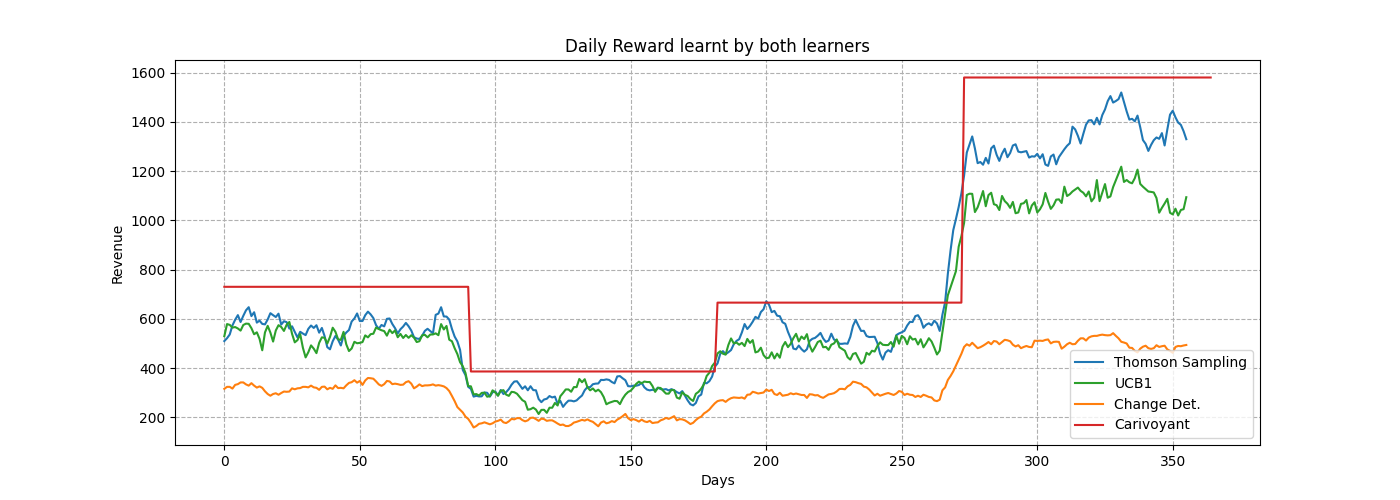 Daily Reward learnt by both learners
1600
1400
1200
1000
800
600
400
200
Revenue
0 50 100 150 200 250 300 350
Days
Thomson Sampling
UCB1
Change Det.
Carivoyant